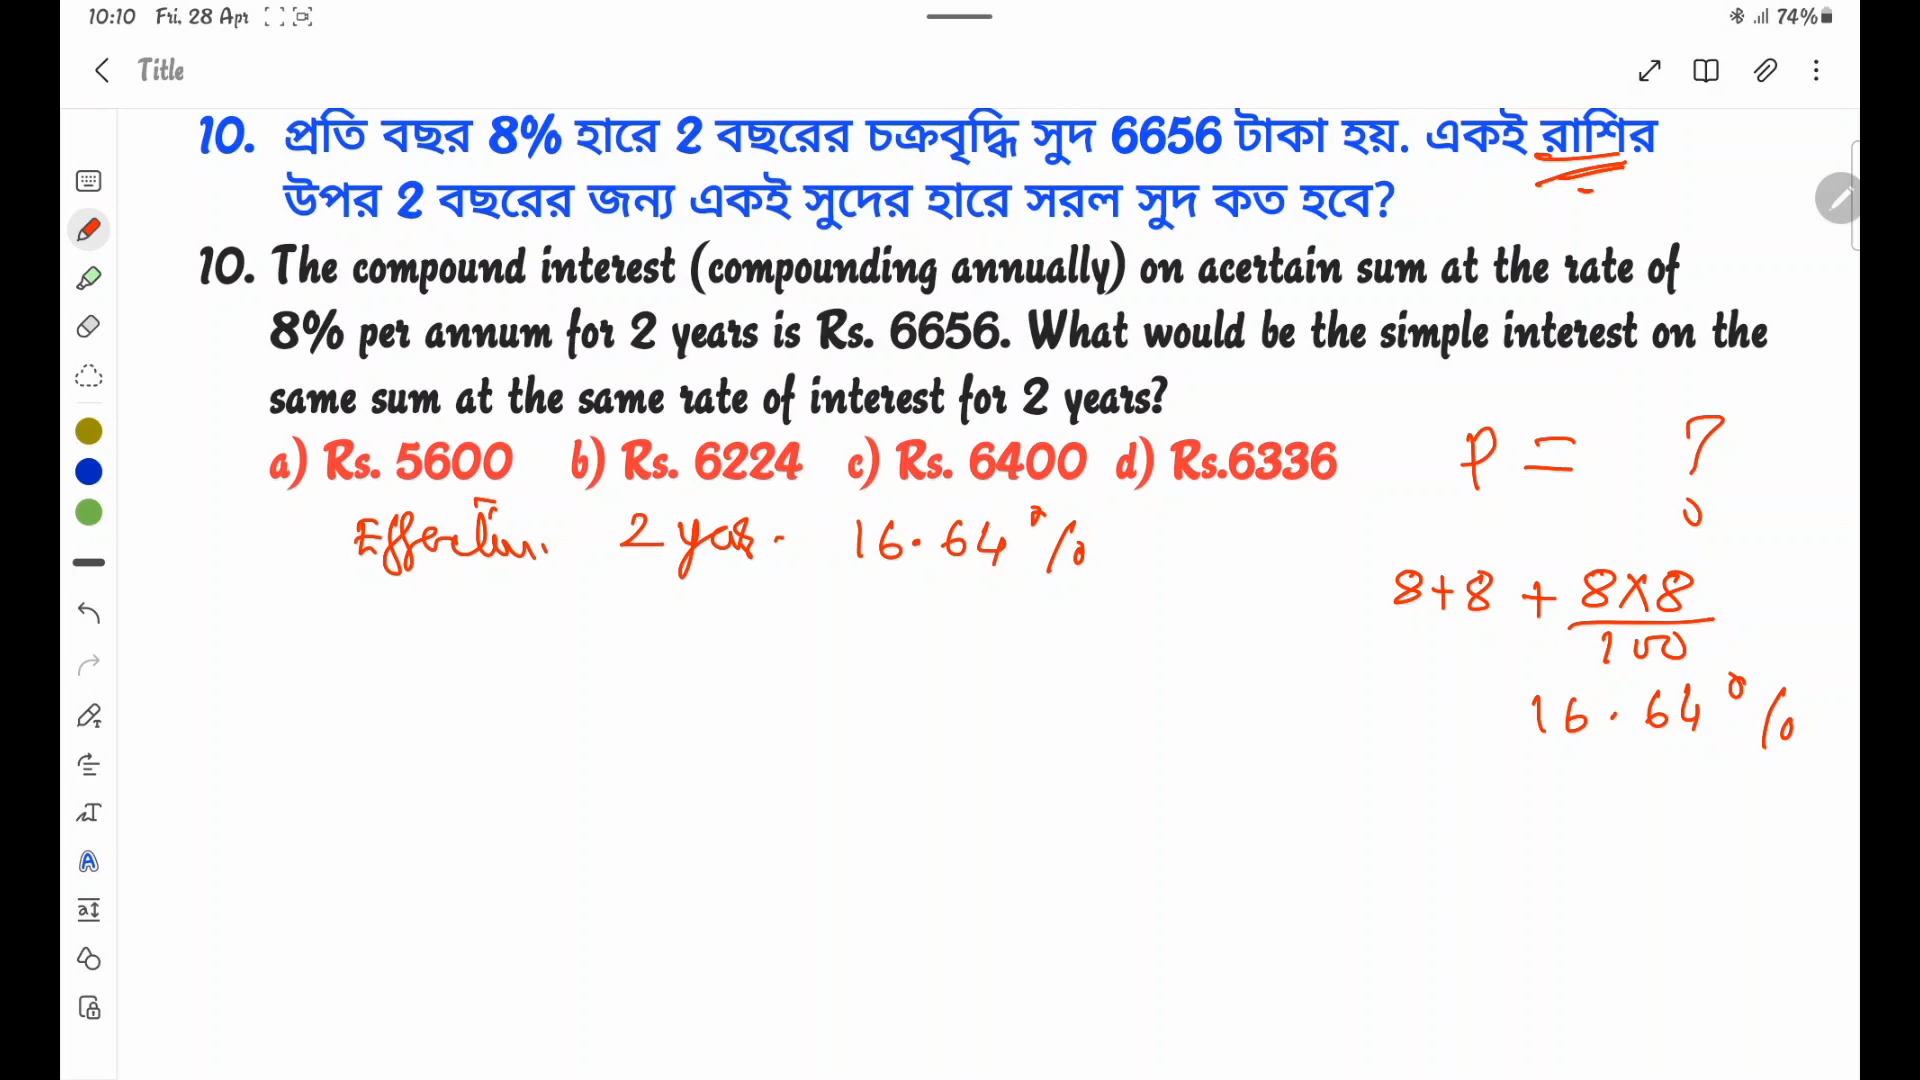 10:10 Fri, 28 Apr 74%
Title
10. প্রতি বছর 8% হারে 2 বছরের চক্রবৃদ্ধি সুদ 6656 টাকা হয়. একই রাশির
উপর 2 বছরের জন্য একই সুদের হারে সরল সুদ কত হবে?
10. The compound interest (compounding annually) on acertain sum at the rate of
8% per annum for 2 years is Rs. 6656. What would be the simple interest on the
same sum at the same rate of interest for 2 years?
a) Rs. 5600 b) Rs. 6224 c) Rs. 6400 d) Rs.6336
P = ?
2 16.64%
8+8 + 8×8
100
16.64%